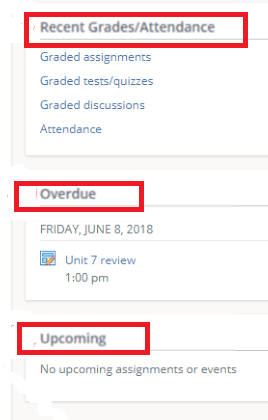 Recent Grades/Attendance
Graded assignments
Graded tests/quizzes
Graded discussions
Attendance
Overdue
FRIDAY, JUNE 8, 2018
Unit 7 review
1:00 pm
Upcoming
No upcoming assignments or events